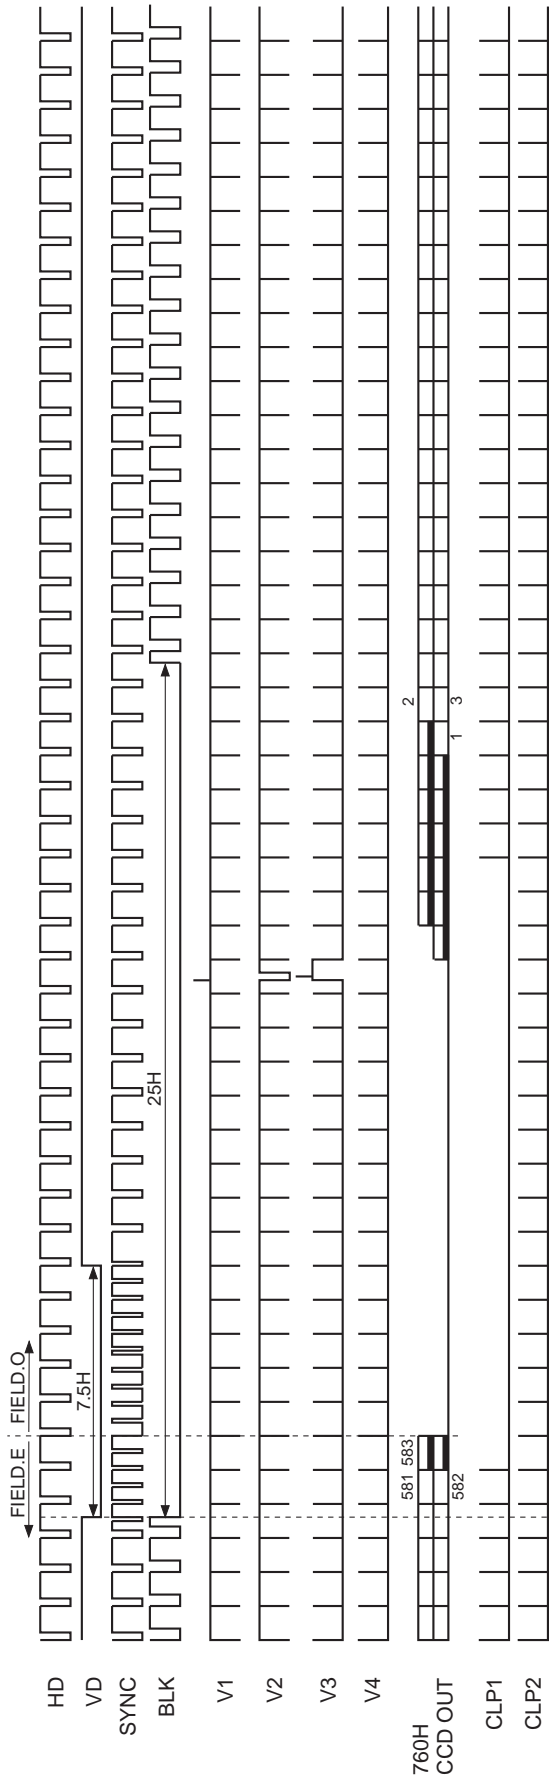 FIELD.E FIELD.O
HD
VD
7.5H
SYNC
BLK
25H
V1
V2
V3
V4
760H
CCD OUT
581 583
582
2
1 3
CLP1
CLP2